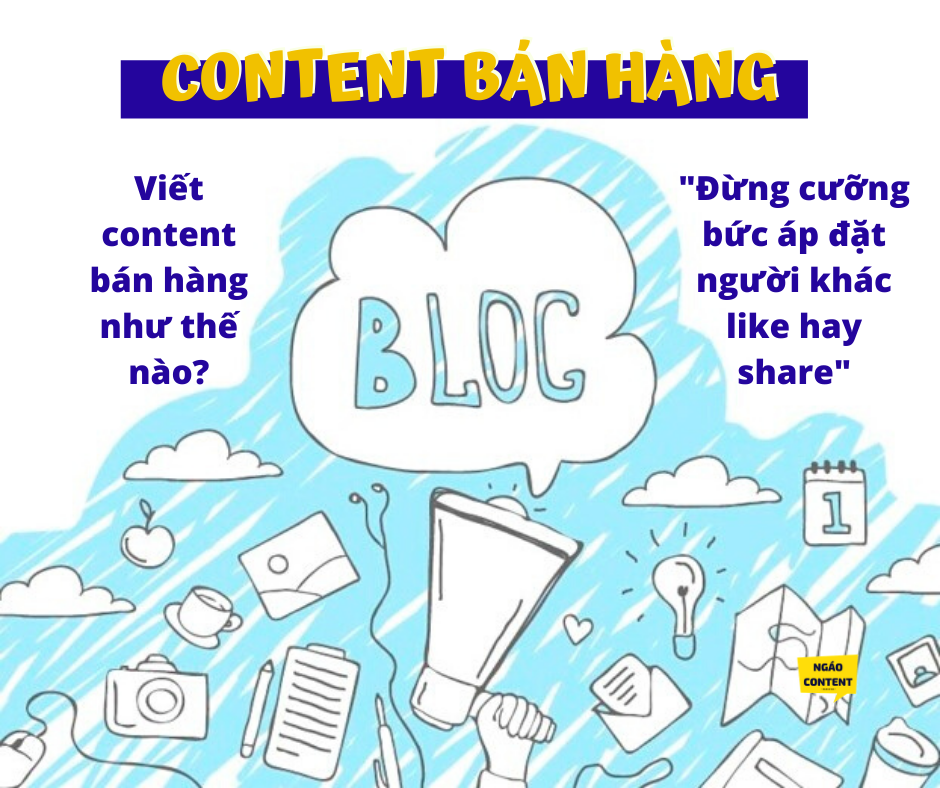 CONTENT BÁN HÀNG
Viết
content
bán hàng
như thế
nào?
"Đừng cưỡng
bức áp đặt
người khác
like hay
share"
BLOG
1
NGÁO
CONTENT